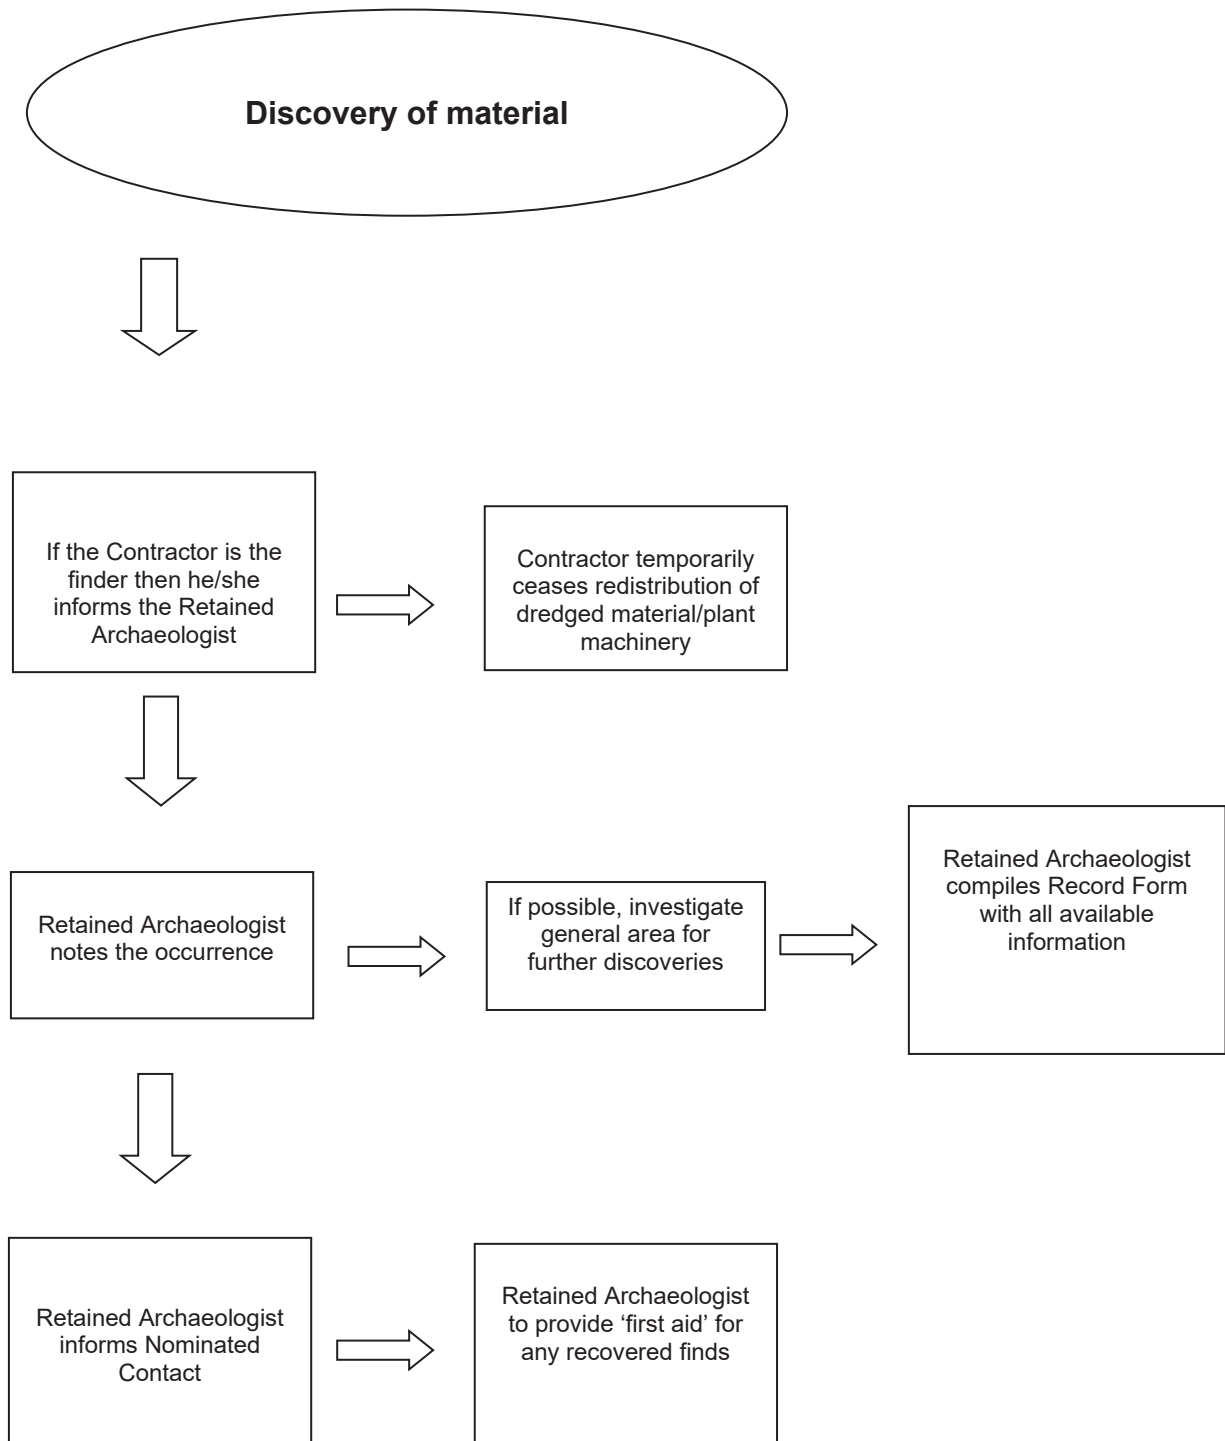 Discovery of material
If the Contractor is the
finder then he/she
informs the Retained
Archaeologist
Contractor temporarily
ceases redistribution of
dredged material/plant
machinery
Retained Archaeologist
notes the occurrence
If possible, investigate
general area for
further discoveries
Retained Archaeologist
compiles Record Form
with all available
information
Retained Archaeologist
informs Nominated
Contact
Retained Archaeologist
to provide ‘first aid’ for
any recovered finds